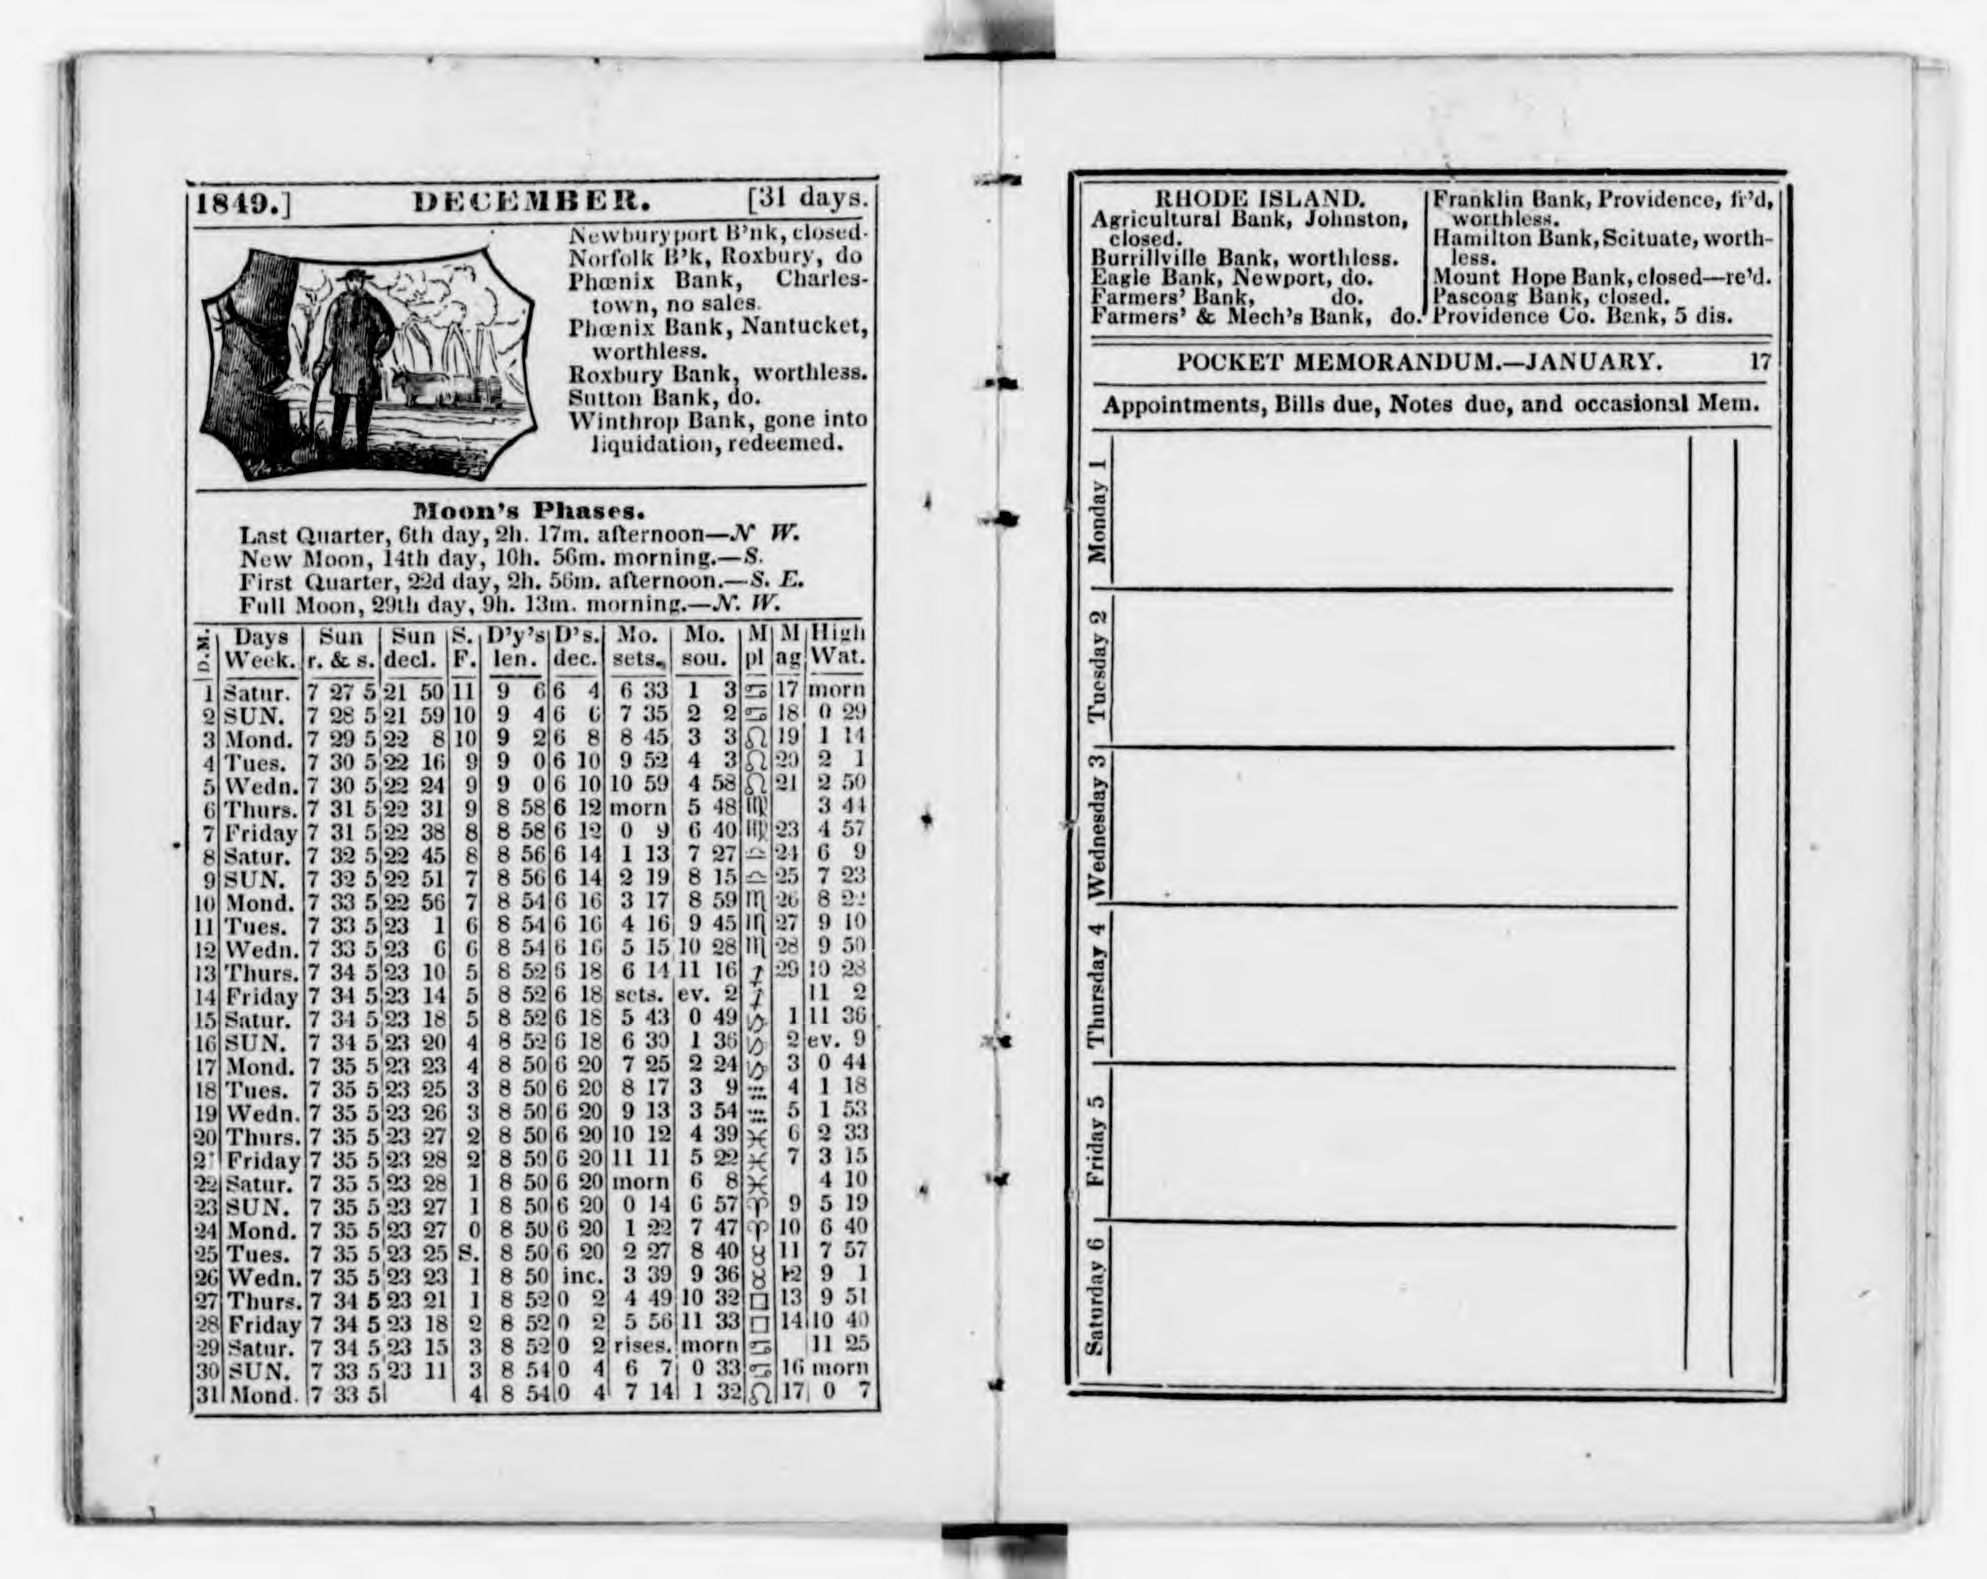 1849.] DECEMBER. [31 days.
Newburyport B'nk, closed.
Norfolk B'k, Roxbury, do
Phœnix Bank, Charles-
town, no sales.
Phœnix Bank, Nantucket,
worthless.
Roxbury Bank, worthless.
Sutton Bank, do.
Winthrop Bank, gone into
liquidation, redeemed.
Moon's Phases.
Last Quarter, 6th day, 2h. 17m. afternoon—N W.
New Moon, 14th day, 10h. 56m. morning.—S.
First Quarter, 22d day, 2h. 56m. afternoon.—S. E.
Full Moon, 29th day, 9h. 13m. morning.—N. W.
D.M. Days Sun Sun S. D'y's D's. Mo. Mo. M M High
Week. r. & s. decl. F. len. dec. sets. sou. pl ag Wat.
1 Satur. 7 27 5 21 50 11 9 6 6 4 6 33 1 3 ♋ 17 morn
2 SUN. 7 28 5 21 59 10 9 4 6 6 7 35 2 2 ♋ 18 0 29
3 Mond. 7 29 5 22 8 10 9 2 6 8 8 45 3 3 ♌ 19 1 14
4 Tues. 7 30 5 22 16 9 9 0 6 10 9 52 4 3 ♌ 20 2 1
5 Wedn. 7 30 5 22 24 9 9 0 6 10 10 59 4 58 ♌ 21 2 50
6 Thurs. 7 31 5 22 31 9 8 58 6 12 morn 5 48 ♍ 3 44
7 Friday 7 31 5 22 38 8 8 58 6 12 0 9 6 40 ♍ 23 4 57
8 Satur. 7 32 5 22 45 8 8 56 6 14 1 13 7 27 ♎ 24 6 9
9 SUN. 7 32 5 22 51 7 8 56 6 14 2 19 8 15 ♎ 25 7 23
10 Mond. 7 33 5 22 56 7 8 54 6 16 3 17 8 59 ♏ 26 8 22
11 Tues. 7 33 5 23 1 6 8 54 6 16 4 16 9 45 ♏ 27 9 10
12 Wedn. 7 33 5 23 6 6 8 54 6 16 5 15 10 28 ♏ 28 9 50
13 Thurs. 7 34 5 23 10 5 8 52 6 18 6 14 11 16 ♐ 29 10 28
14 Friday 7 34 5 23 14 5 8 52 6 18 sets. ev. 2 ♐ 11 2
15 Satur. 7 34 5 23 18 5 8 52 6 18 5 43 0 49 ♑ 1 11 36
16 SUN. 7 34 5 23 20 4 8 52 6 18 6 30 1 36 ♑ 2 ev. 9
17 Mond. 7 35 5 23 23 4 8 50 6 20 7 25 2 24 ♑ 3 0 44
18 Tues. 7 35 5 23 25 3 8 50 6 20 8 17 3 9 ♒ 4 1 18
19 Wedn. 7 35 5 23 26 3 8 50 6 20 9 13 3 54 ♒ 5 1 53
20 Thurs. 7 35 5 23 27 2 8 50 6 20 10 12 4 39 ♓ 6 2 33
21 Friday 7 35 5 23 28 2 8 50 6 20 11 11 5 22 ♓ 7 3 15
22 Satur. 7 35 5 23 28 1 8 50 6 20 morn 6 8 ♓ 4 10
23 SUN. 7 35 5 23 27 1 8 50 6 20 0 14 6 57 ♈ 9 5 19
24 Mond. 7 35 5 23 27 0 8 50 6 20 1 22 7 47 ♈ 10 6 40
25 Tues. 7 35 5 23 25 S. 8 50 6 20 2 27 8 40 ♉ 11 7 57
26 Wedn. 7 35 5 23 23 1 8 50 inc. 3 39 9 36 ♉ 12 9 1
27 Thurs. 7 34 5 23 21 1 8 52 0 2 4 49 10 32 ♊ 13 9 51
28 Friday 7 34 5 23 18 2 8 52 0 2 5 56 11 33 ♊ 14 10 40
29 Satur. 7 34 5 23 15 3 8 52 0 2 rises. morn ♋ 11 25
30 SUN. 7 33 5 23 11 3 8 54 0 4 6 7 0 33 ♋ 16 morn
31 Mond. 7 33 5 4 8 54 0 4 7 14 1 32 ♌ 17 0 7
RHODE ISLAND.
Agricultural Bank, Johnston,
closed.
Burrillville Bank, worthless.
Eagle Bank, Newport, do.
Farmers' Bank, do.
Farmers' & Mech's Bank, do.
Franklin Bank, Providence, fr'd,
worthless.
Hamilton Bank, Scituate, worth-
less.
Mount Hope Bank, closed—re'd.
Pascoag Bank, closed.
Providence Co. Bank, 5 dis.
POCKET MEMORANDUM.—JANUARY. 17
Appointments, Bills due, Notes due, and occasional Mem.
Monday 1
Tuesday 2
Wednesday 3
Thursday 4
Friday 5
Saturday 6